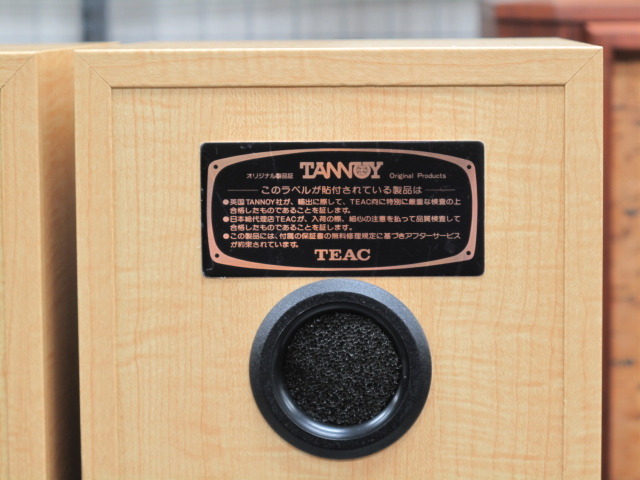 オリジナル製品証 TANNOY Original Products
このラベルが貼付されている製品は
●英国TANNOY社が、輸出に際して、TEAC向に特別に厳重な検査の上
合格したものであることを証します。
●日本総代理店TEACが、入荷の際、細心の注意を払って品質検査して
合格したものであることを証します。
●この製品には、付属の保証書の無料修理規定に基づきアフターサービス
が約束されています。
TEAC